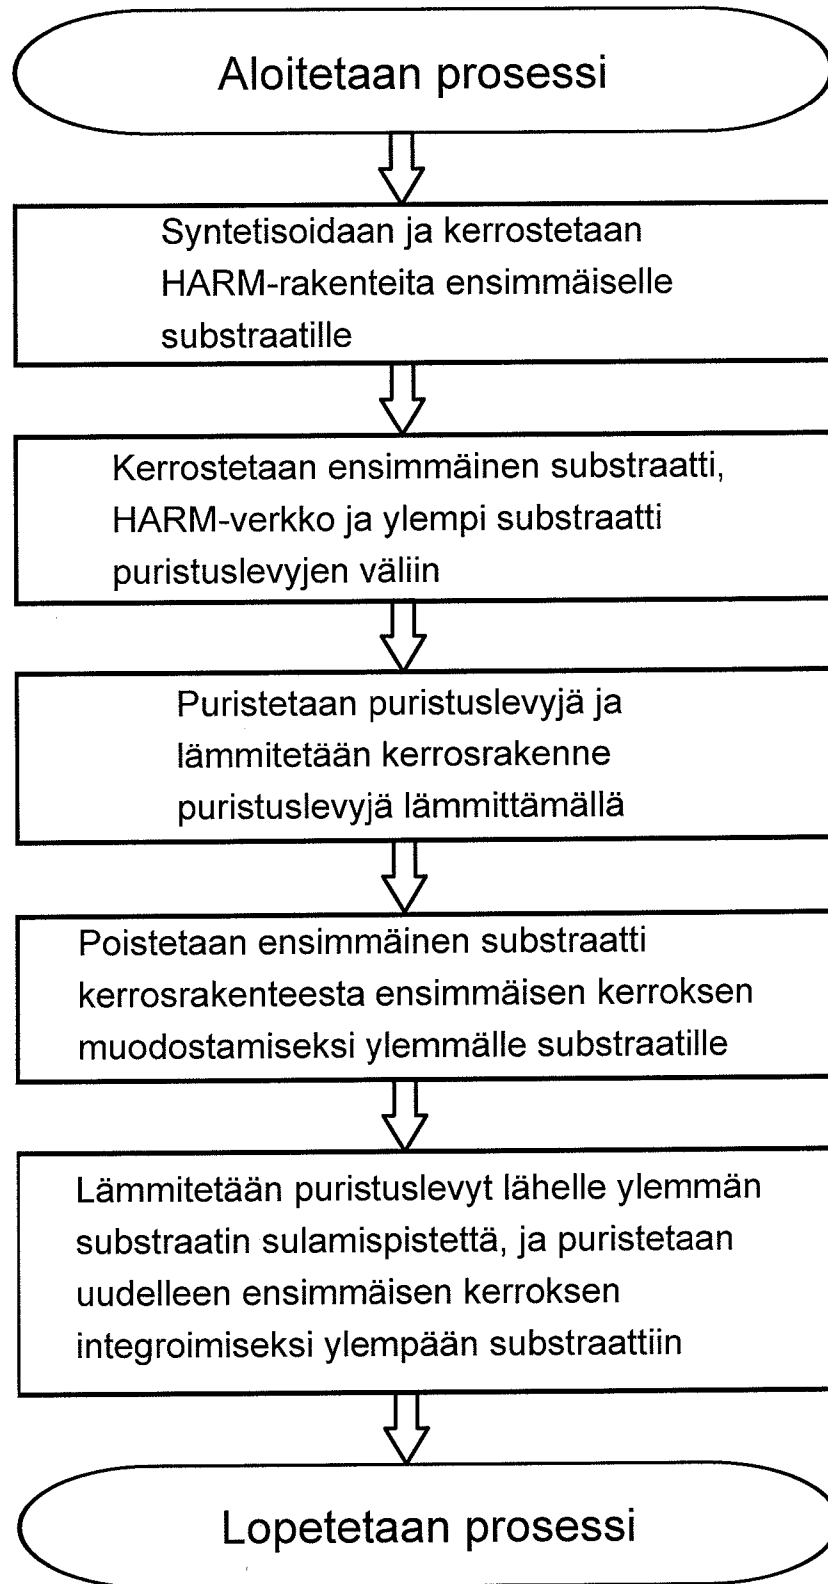 Aloitetaan prosessi
Syntetisoidaan ja kerrostetaan
HARM-rakenteita ensimmäiselle
substraatille
Kerrostetaan ensimmäinen substraatti,
HARM-verkko ja ylempi substraatti
puristuslevyjen väliin
Puristetaan puristuslevyjä ja
lämmitetään kerrosrakenne
puristuslevyjä lämmittämällä
Poistetaan ensimmäinen substraatti
kerrosrakenteesta ensimmäisen kerroksen
muodostamiseksi ylemmälle substraatille
Lämmitetään puristuslevyt lähelle ylemmän
substraatin sulamispistettä, ja puristetaan
uudelleen ensimmäisen kerroksen
integroimiseksi ylempään substraattiin
Lopetetaan prosessi